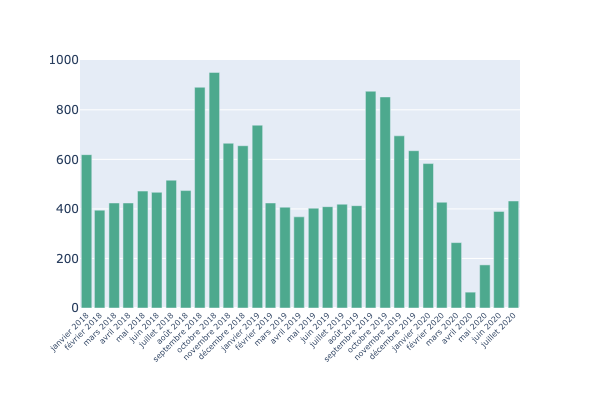 1000
800
600
400
200
0
janvier 2018
février 2018
mars 2018
avril 2018
mai 2018
juin 2018
juillet 2018
août 2018
septembre 2018
octobre 2018
novembre 2018
décembre 2018
janvier 2019
février 2019
mars 2019
avril 2019
mai 2019
juin 2019
juillet 2019
août 2019
septembre 2019
octobre 2019
novembre 2019
décembre 2019
janvier 2020
février 2020
mars 2020
avril 2020
mai 2020
juin 2020
juillet 2020